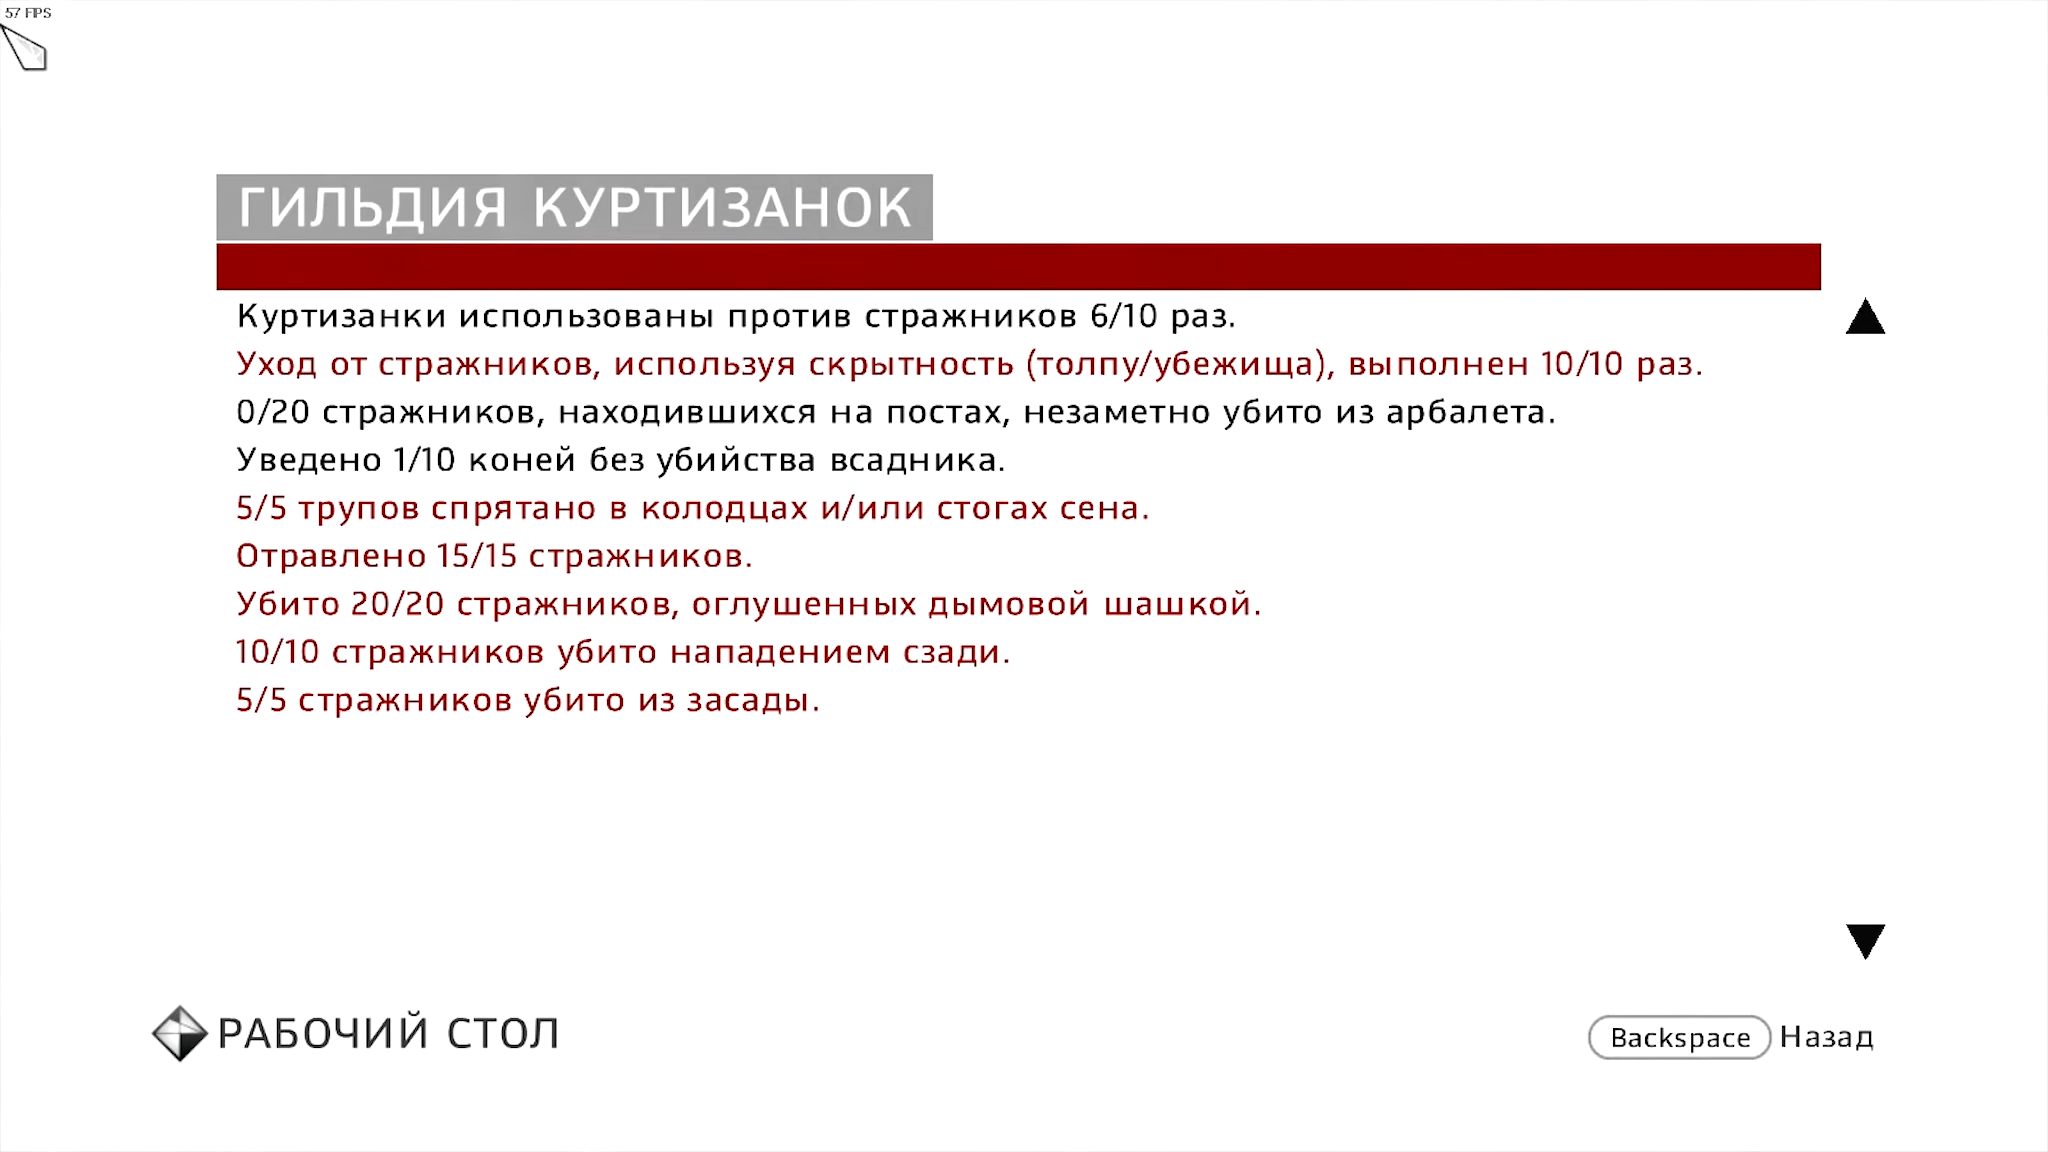 57 FPS
ГИЛЬДИЯ КУРТИЗАНОК
Куртизанки использованы против стражников 6/10 раз.
Уход от стражников, используя скрытность (толпу/убежища), выполнен 10/10 раз.
0/20 стражников, находившихся на постах, незаметно убито из арбалета.
Уведено 1/10 коней без убийства всадника.
5/5 трупов спрятано в колодцах и/или стогах сена.
Отравлено 15/15 стражников.
Убито 20/20 стражников, оглушенных дымовой шашкой.
10/10 стражников убито нападением сзади.
5/5 стражников убито из засады.
РАБОЧИЙ СТОЛ
Backspace Назад